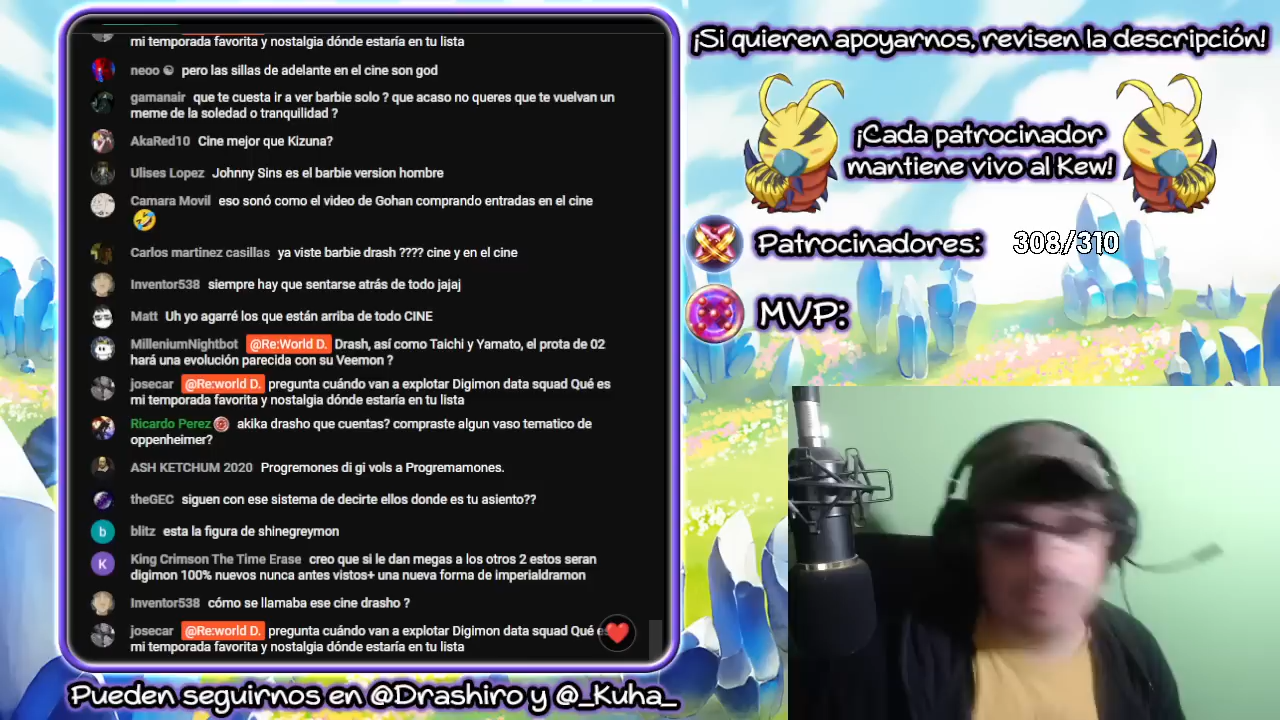 mi temporada favorita y nostalgia dónde estaría en tu lista
neoo ☯ pero las sillas de adelante en el cine son god
gamanair que te cuesta ir a ver barbie solo ? que acaso no queres que te vuelvan un
meme de la soledad o tranquilidad ?
AkaRed10 Cine mejor que Kizuna?
Ulises Lopez Johnny Sins es el barbie version hombre
Camara Movil eso sonó como el video de Gohan comprando entradas en el cine
🤣
Carlos martinez casillas ya viste barbie drash ???? cine y en el cine
Inventor538 siempre hay que sentarse atrás de todo jajaj
Matt Uh yo agarré los que están arriba de todo CINE
MilleniumNightbot @Re:World D. Drash, así como Taichi y Yamato, el prota de 02
hará una evolución parecida con su Veemon ?
josecar @Re:world D. pregunta cuándo van a explotar Digimon data squad Qué es
mi temporada favorita y nostalgia dónde estaría en tu lista
Ricardo Perez akika drasho que cuentas? compraste algun vaso tematico de
oppenheimer?
ASH KETCHUM 2020 Progremones di gi vols a Progremamones.
theGEC siguen con ese sistema de decirte ellos donde es tu asiento??
b blitz esta la figura de shinegreymon
K King Crimson The Time Erase creo que si le dan megas a los otros 2 estos seran
digimon 100% nuevos nunca antes vistos+ una nueva forma de imperialdramon
Inventor538 cómo se llamaba ese cine drasho ?
josecar @Re:world D. pregunta cuándo van a explotar Digimon data squad Qué es
mi temporada favorita y nostalgia dónde estaría en tu lista
Pueden seguirnos en @Drashiro y @_Kuha_
¡Si quieren apoyarnos, revisen la descripción!
¡Cada patrocinador
mantiene vivo al Kew!
Patrocinadores: 308/310
MVP: